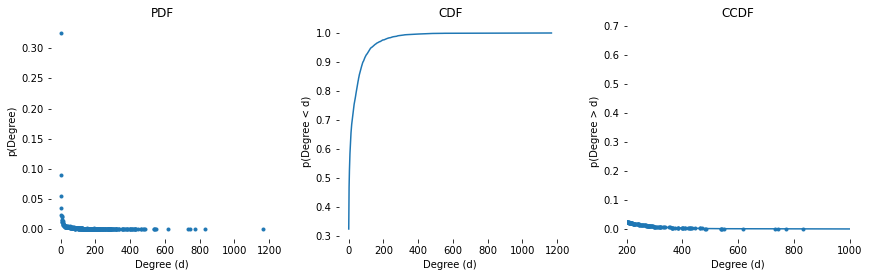 PDF
p(Degree)
0.30
0.25
0.20
0.15
0.10
0.05
0.00
0 200 400 600 800 1000 1200
Degree (d)
CDF
p(Degree < d)
1.0
0.9
0.8
0.7
0.6
0.5
0.4
0.3
0 200 400 600 800 1000 1200
Degree (d)
CCDF
p(Degree > d)
0.7
0.6
0.5
0.4
0.3
0.2
0.1
0.0
200 400 600 800 1000
Degree (d)